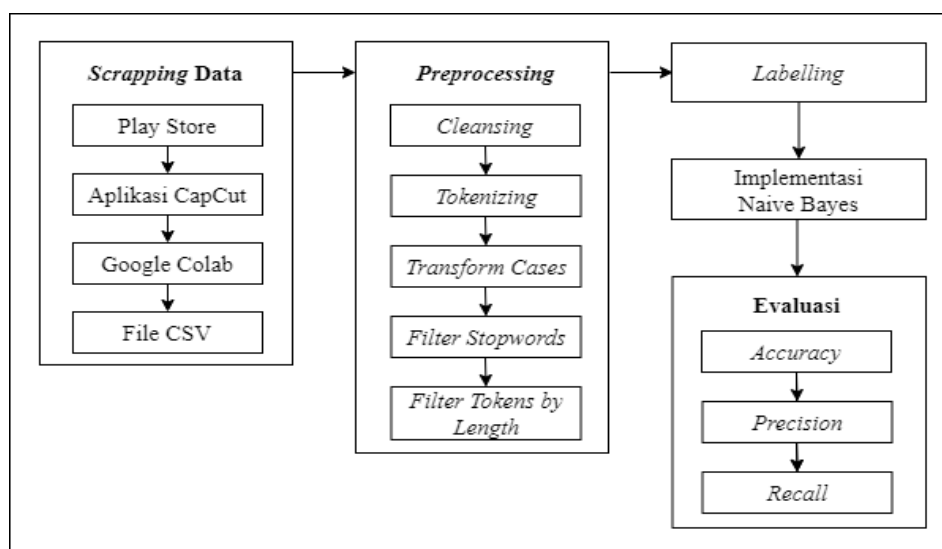 Scrapping Data
Play Store
Aplikasi CapCut
Google Colab
File CSV
Preprocessing
Cleansing
Tokenizing
Transform Cases
Filter Stopwords
Filter Tokens by
Length
Labelling
Implementasi
Naive Bayes
Evaluasi
Accuracy
Precision
Recall